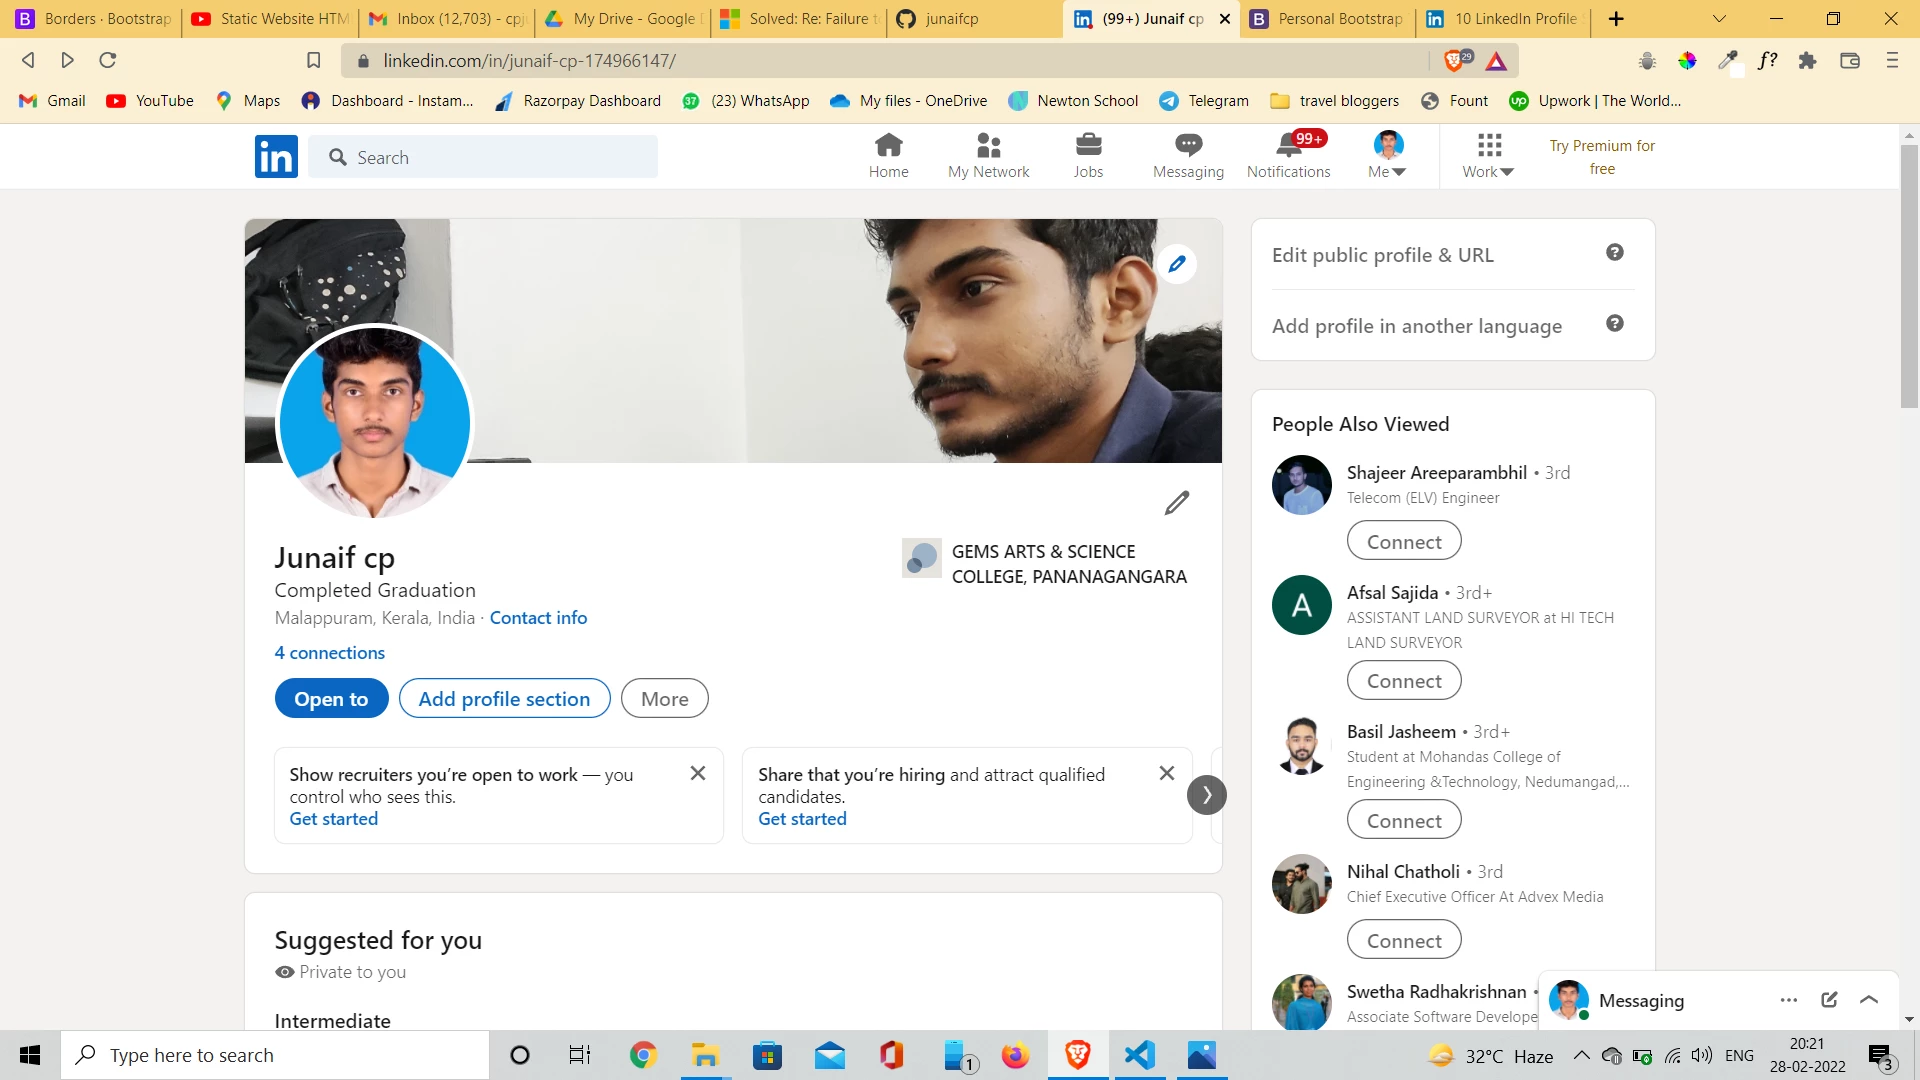 Borders · Bootstrap
Static Website HTM
Inbox (12,703) - cpj
My Drive - Google
Solved: Re: Failure to
junaifcp
(99+) Junaif cp
Personal Bootstrap
10 LinkedIn Profile
linkedin.com/in/junaif-cp-174966147/
29
f?
Gmail
YouTube
Maps
Dashboard - Instam...
Razorpay Dashboard
37
(23) WhatsApp
My files - OneDrive
Newton School
Telegram
travel bloggers
Fount
up
Upwork | The World...
in
Search
Home
My Network
Jobs
Messaging
99+
Notifications
Me
Work
Try Premium for
free
Edit public profile & URL
Add profile in another language
Junaif cp
Completed Graduation
Malappuram, Kerala, India · Contact info
4 connections
GEMS ARTS & SCIENCE
COLLEGE, PANANAGANGARA
Open to
Add profile section
More
Show recruiters you're open to work — you
control who sees this.
Get started
Share that you're hiring and attract qualified
candidates.
Get started
Suggested for you
Private to you
Intermediate
People Also Viewed
Shajeer Areeparambhil • 3rd
Telecom (ELV) Engineer
Connect
A
Afsal Sajida • 3rd+
ASSISTANT LAND SURVEYOR at HI TECH
LAND SURVEYOR
Connect
Basil Jasheem • 3rd+
Student at Mohandas College of
Engineering &Technology, Nedumangad,...
Connect
Nihal Chatholi • 3rd
Chief Executive Officer At Advex Media
Connect
Swetha Radhakrishnan •
Associate Software Develope
Messaging
Type here to search
1
32°C Haze
ENG
20:21
28-02-2022
3